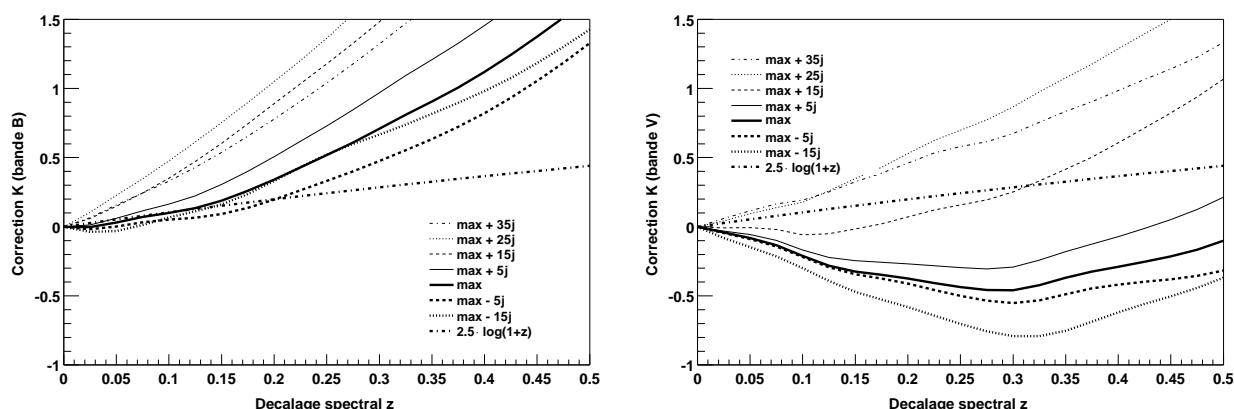 1.5
1
0.5
0
-0.5
-1
Correction K (bande B)
max + 35j
max + 25j
max + 15j
max + 5j
max
max - 5j
max - 15j
2.5 log(1+z)
0 0.05 0.1 0.15 0.2 0.25 0.3 0.35 0.4 0.45 0.5
Decalage spectral z
1.5
1
0.5
0
-0.5
-1
Correction K (bande V)
max + 35j
max + 25j
max + 15j
max + 5j
max
max - 5j
max - 15j
2.5 log(1+z)
0 0.05 0.1 0.15 0.2 0.25 0.3 0.35 0.4 0.45 0.5
Decalage spectral z